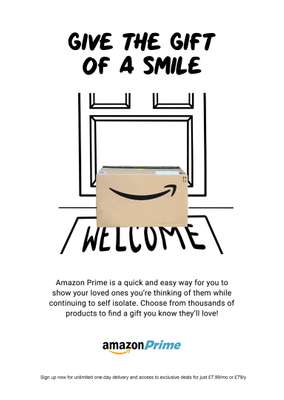 GIVE THE GIFT
OF A SMILE
WELCOME
Amazon Prime is a quick and easy way for you to
show your loved ones you're thinking of them while
continuing to self isolate. Choose from thousands of
products to find a gift you know they'll love!
amazonPrime
Sign up now for unlimited one-day delivery and access to exclusive deals for just £7.99/mo or £79/y